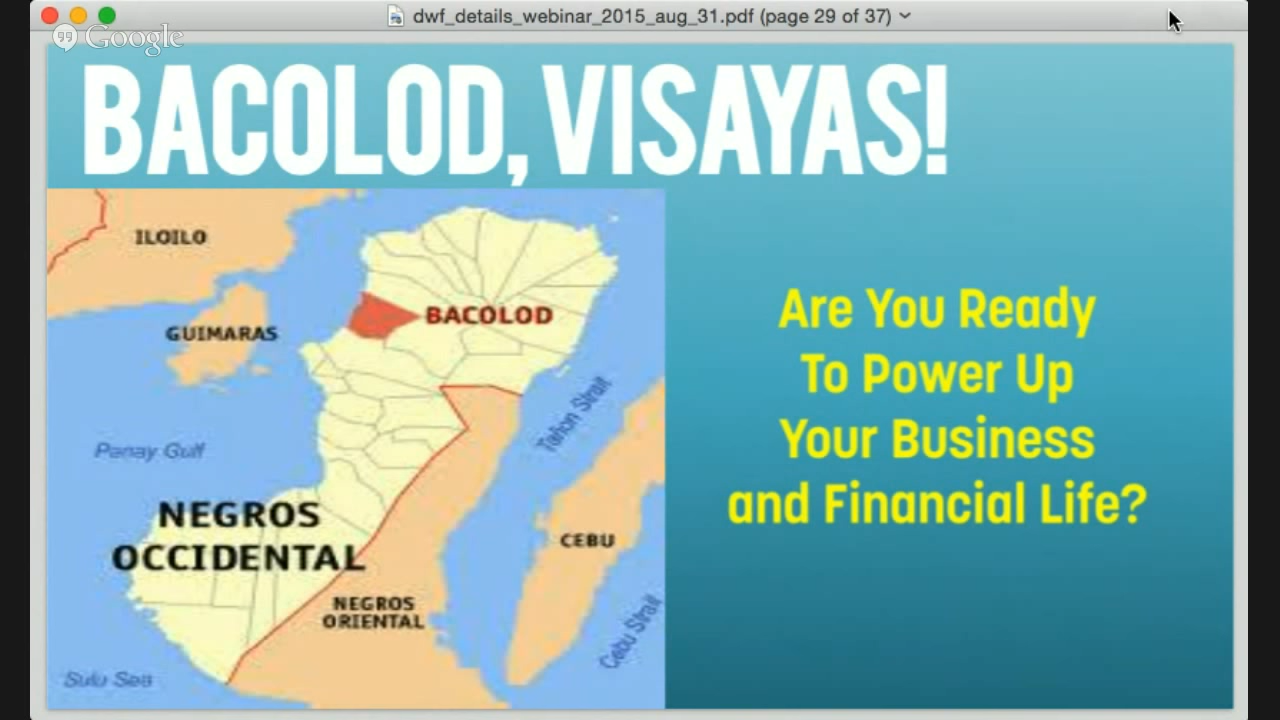 dwf_details_webinar_2015_aug_31.pdf (page 29 of 37)
Google
BACOLOD, VISAYAS!
ILOILO
GUIMARAS
BACOLOD
Tañon Strait
Panay Gulf
NEGROS
OCCIDENTAL
CEBU
NEGROS
ORIENTAL
Cebu Strait
Sulu Sea
Are You Ready
To Power Up
Your Business
and Financial Life?